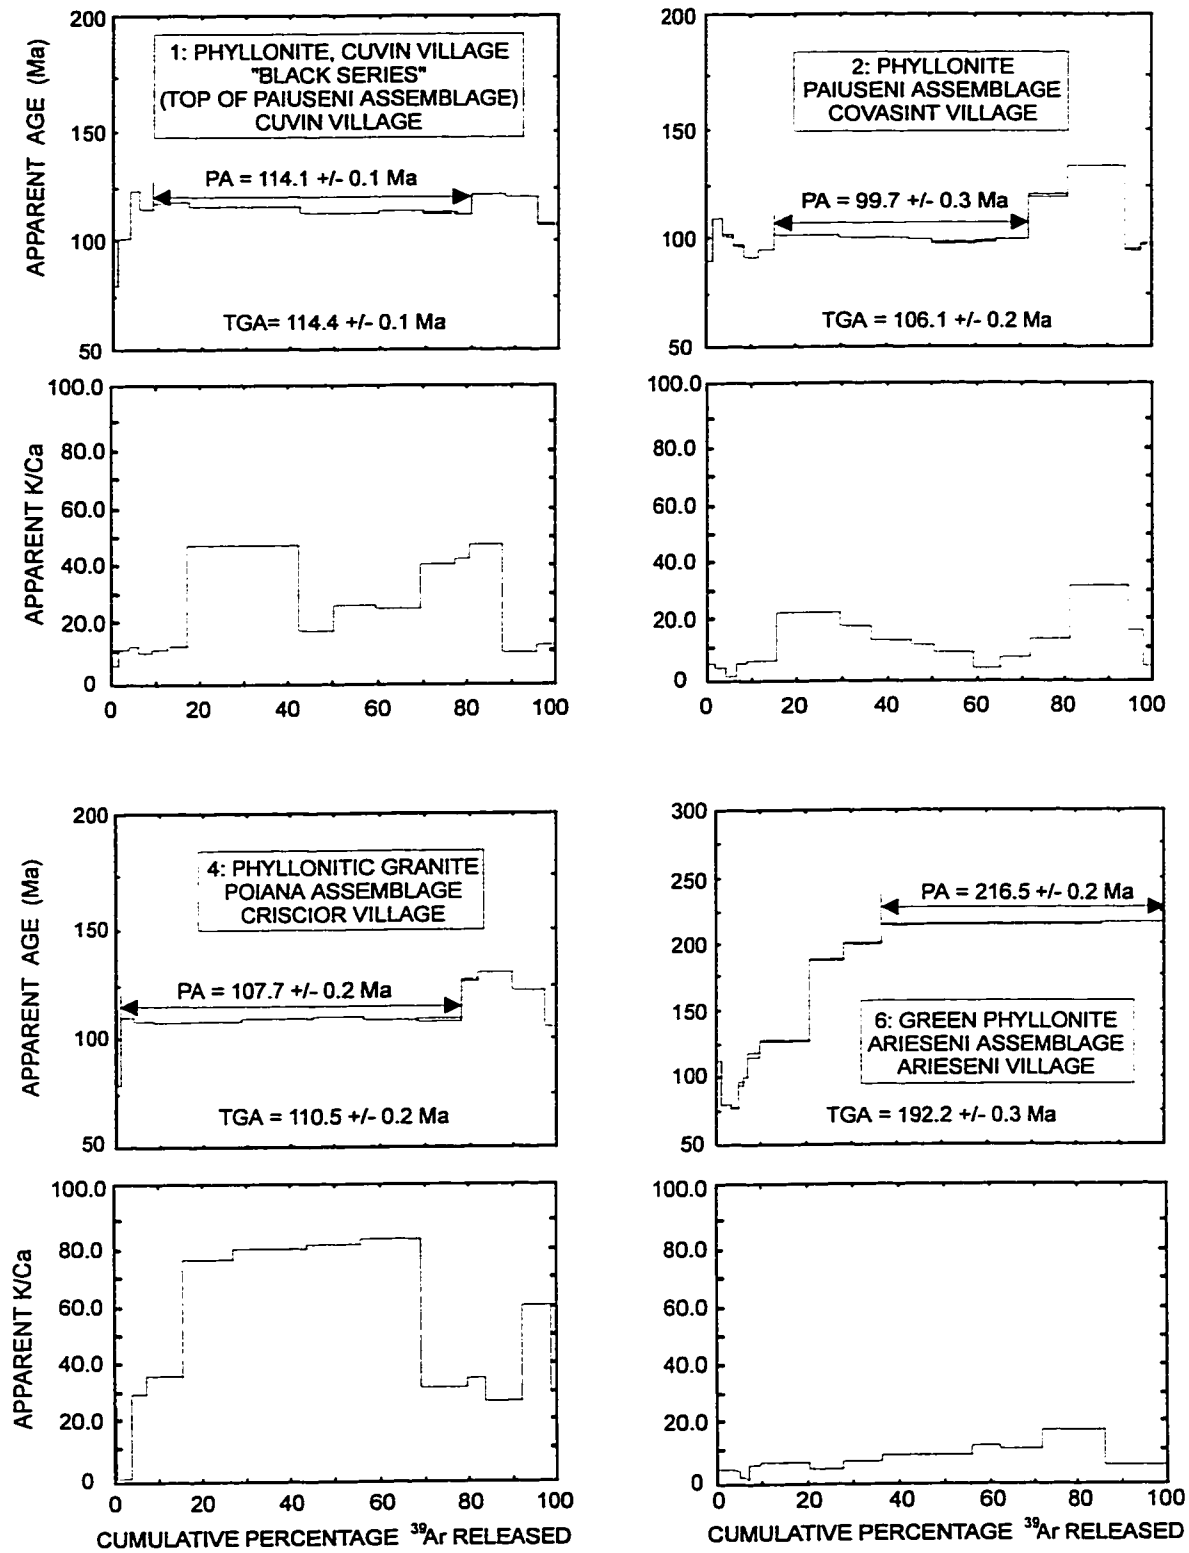 200
1: PHYLLONITE, CUVIN VILLAGE
"BLACK SERIES"
(TOP OF PAIUSENI ASSEMBLAGE)
CUVIN VILLAGE
150
PA = 114.1 +/- 0.1 Ma
100
TGA= 114.4 +/- 0.1 Ma
50
APPARENT AGE (Ma)
200
2: PHYLLONITE
PAIUSENI ASSEMBLAGE
COVASINT VILLAGE
150
PA = 99.7 +/- 0.3 Ma
100
TGA = 106.1 +/- 0.2 Ma
50
100.0
80.0
60.0
40.0
20.0
0
APPARENT K/Ca
0 20 40 60 80 100
100.0
80.0
60.0
40.0
20.0
0
0 20 40 60 80 100
200
4: PHYLLONITIC GRANITE
POIANA ASSEMBLAGE
CRISCIOR VILLAGE
150
PA = 107.7 +/- 0.2 Ma
100
TGA = 110.5 +/- 0.2 Ma
50
APPARENT AGE (Ma)
300
250
PA = 216.5 +/- 0.2 Ma
200
150
6: GREEN PHYLLONITE
ARIESENI ASSEMBLAGE
ARIESENI VILLAGE
100
TGA = 192.2 +/- 0.3 Ma
50
100.0
80.0
60.0
40.0
20.0
0
APPARENT K/Ca
0 20 40 60 80 100
CUMULATIVE PERCENTAGE ³⁹Ar RELEASED
100.0
80.0
60.0
40.0
20.0
0
0 20 40 60 80 100
CUMULATIVE PERCENTAGE ³⁹Ar RELEASED